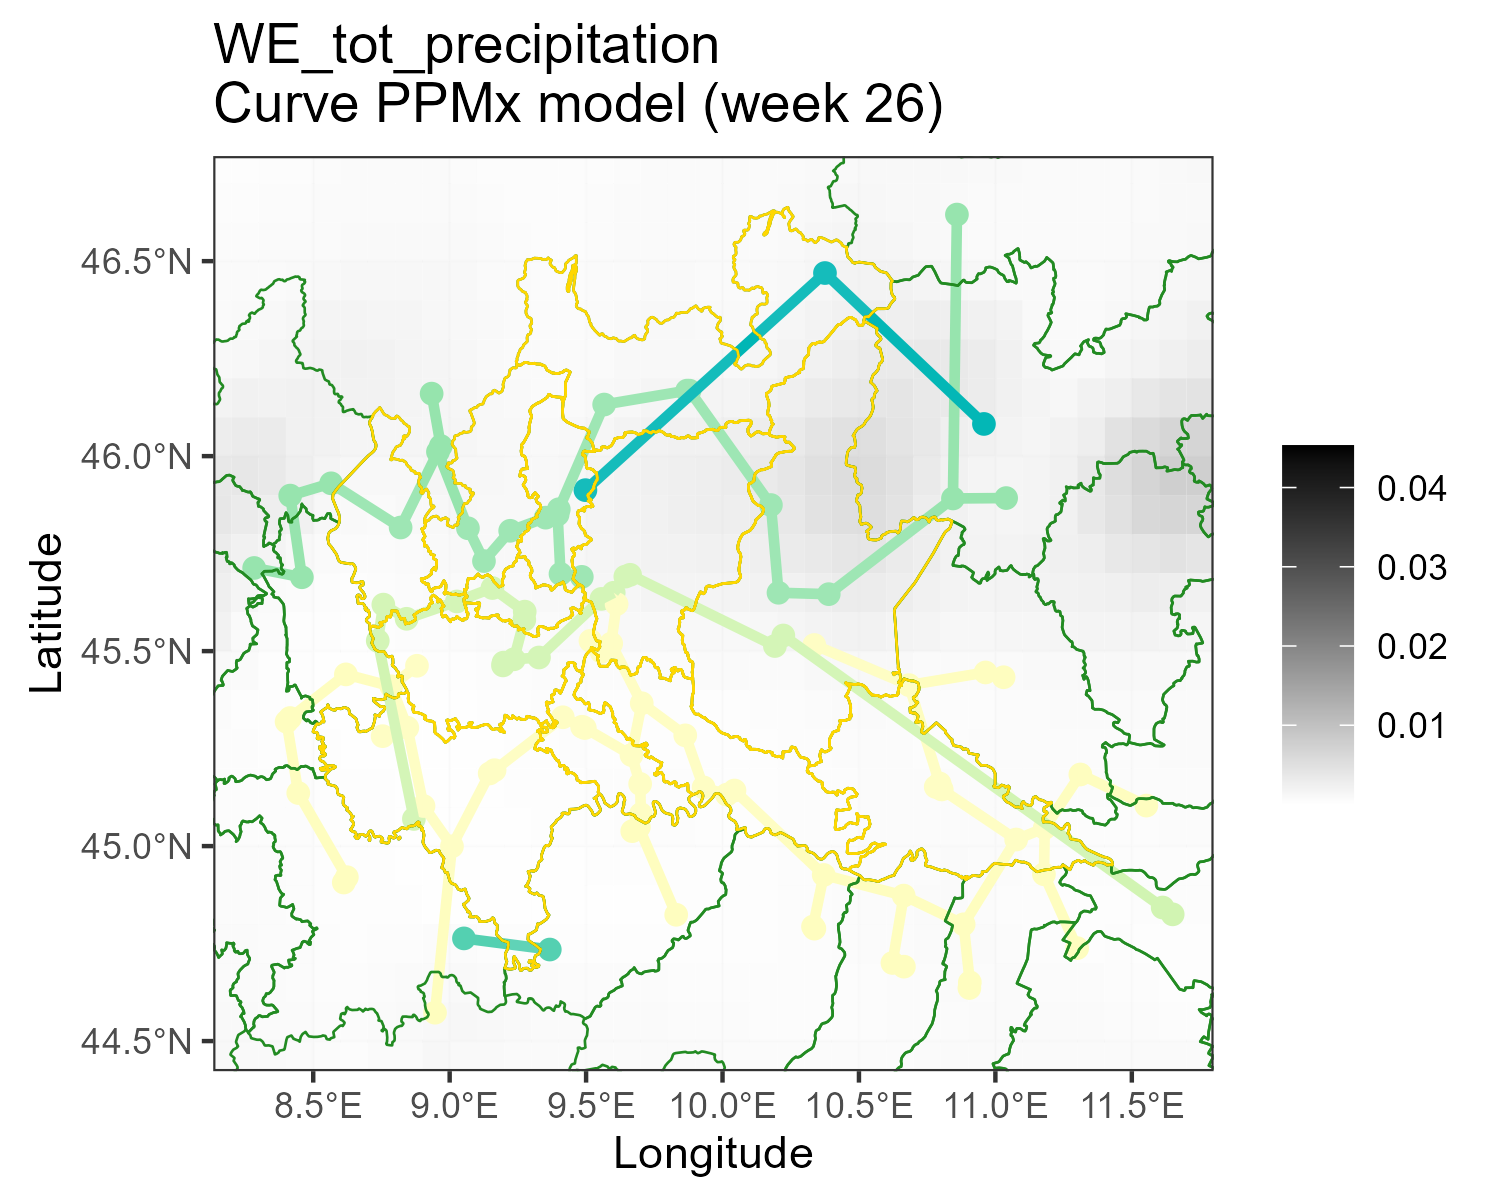 WE_tot_precipitation
Curve PPMx model (week 26)
46.5°N
46.0°N
45.5°N
45.0°N
44.5°N
Latitude
8.5°E 9.0°E 9.5°E 10.0°E 10.5°E 11.0°E 11.5°E
Longitude
0.04
0.03
0.02
0.01